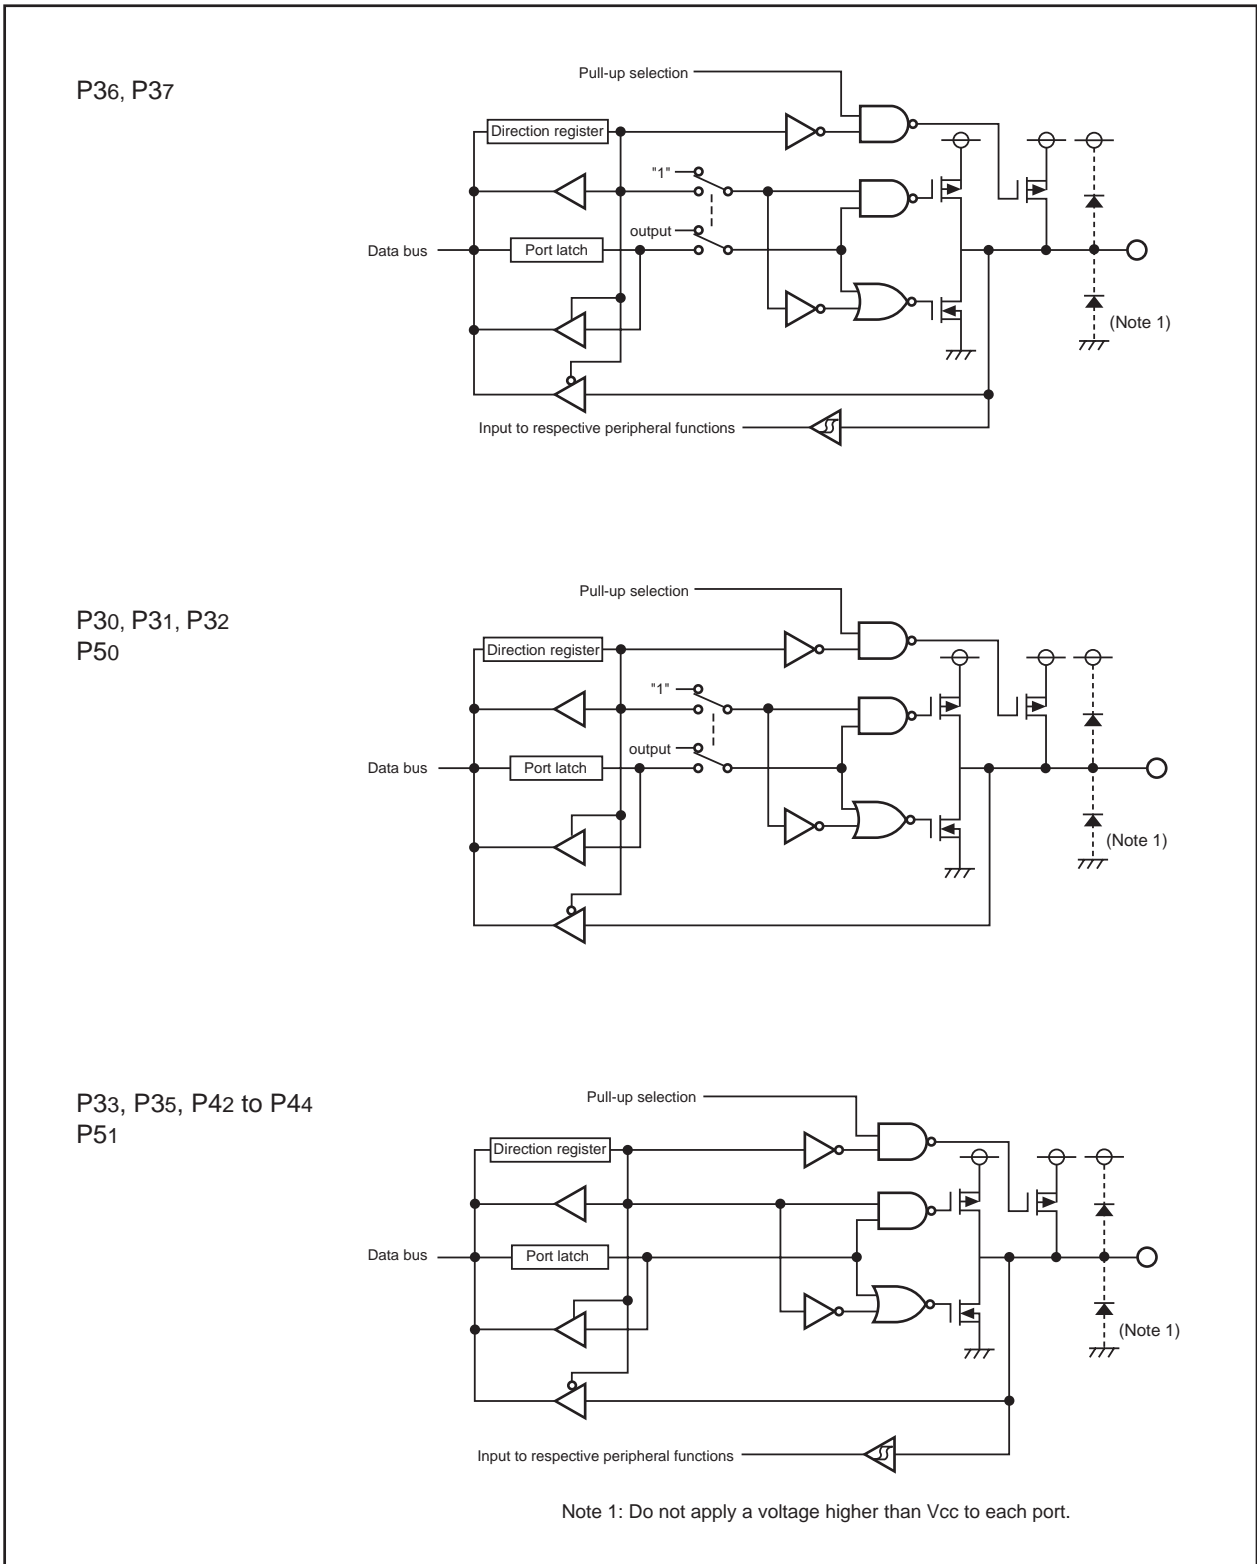 Pull-up selection
P36, P37
Direction register
"1"
output
Data bus
Port latch
(Note 1)
Input to respective peripheral functions
Pull-up selection
P30, P31, P32
P50
Direction register
"1"
output
Data bus
Port latch
(Note 1)
P33, P35, P42 to P44
P51
Pull-up selection
Direction register
Data bus
Port latch
(Note 1)
Input to respective peripheral functions
Note 1: Do not apply a voltage higher than Vcc to each port.